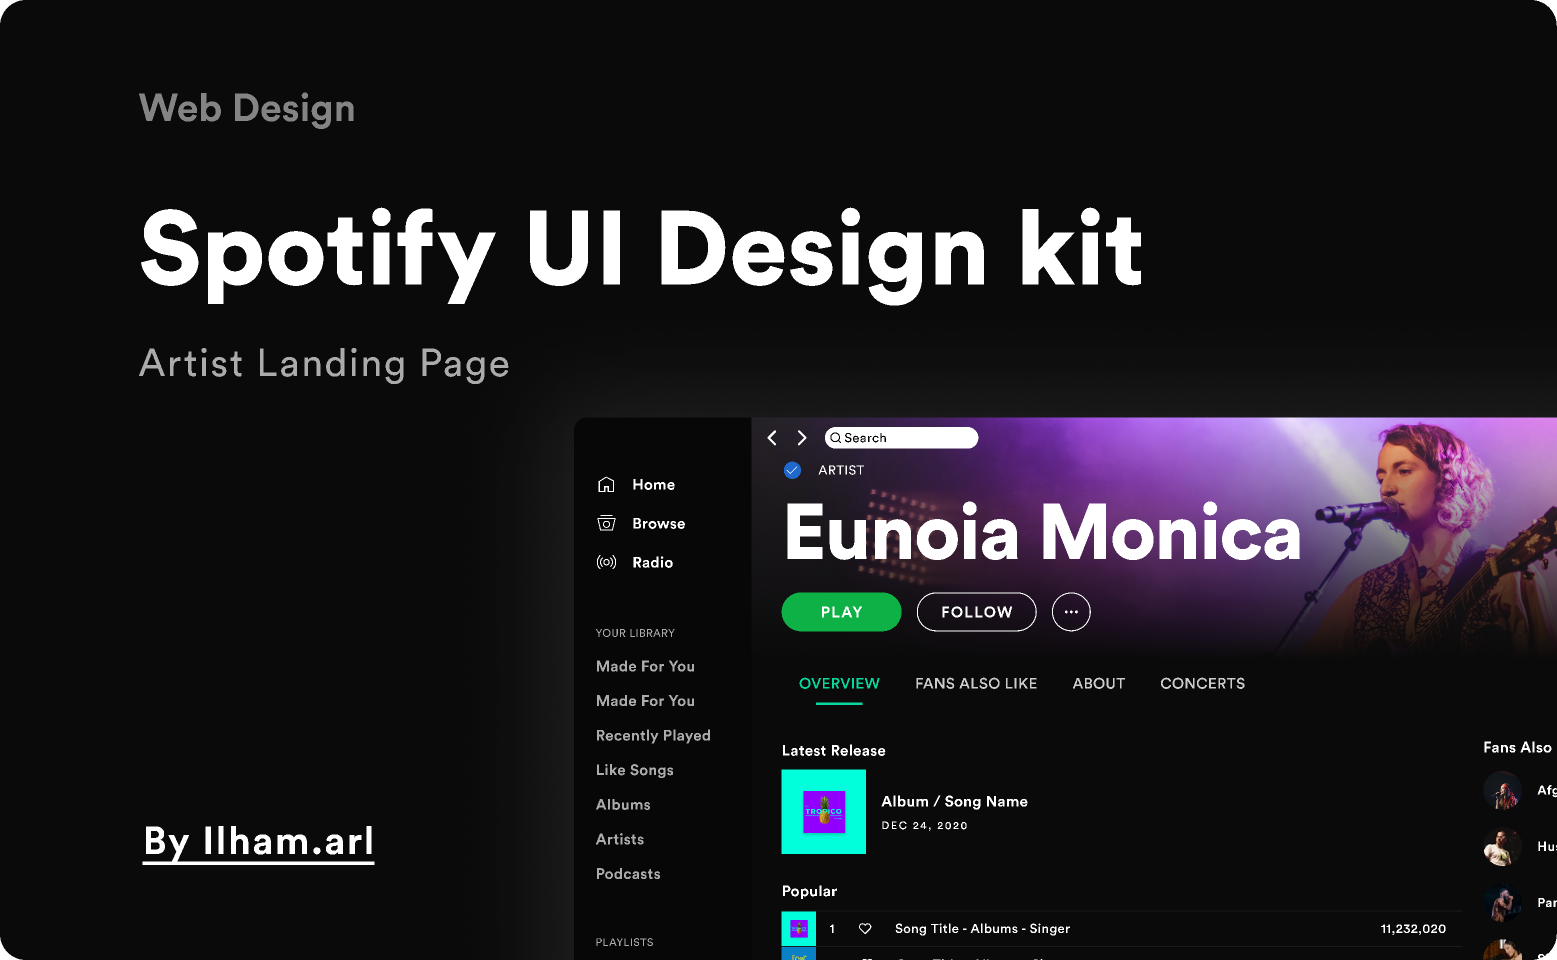 Web Design
Spotify UI Design kit
Artist Landing Page
By Ilham.arl
Home
Browse
Radio
YOUR LIBRARY
Made For You
Made For You
Recently Played
Like Songs
Albums
Artists
Podcasts
PLAYLISTS
Search
ARTIST
Eunoia Monica
PLAY FOLLOW
OVERVIEW FANS ALSO LIKE ABOUT CONCERTS
Latest Release
TROPICO
Album / Song Name
DEC 24, 2020
Popular
1 Song Title - Albums - Singer 11,232,020
Fans Also
Afg
Hus
Par